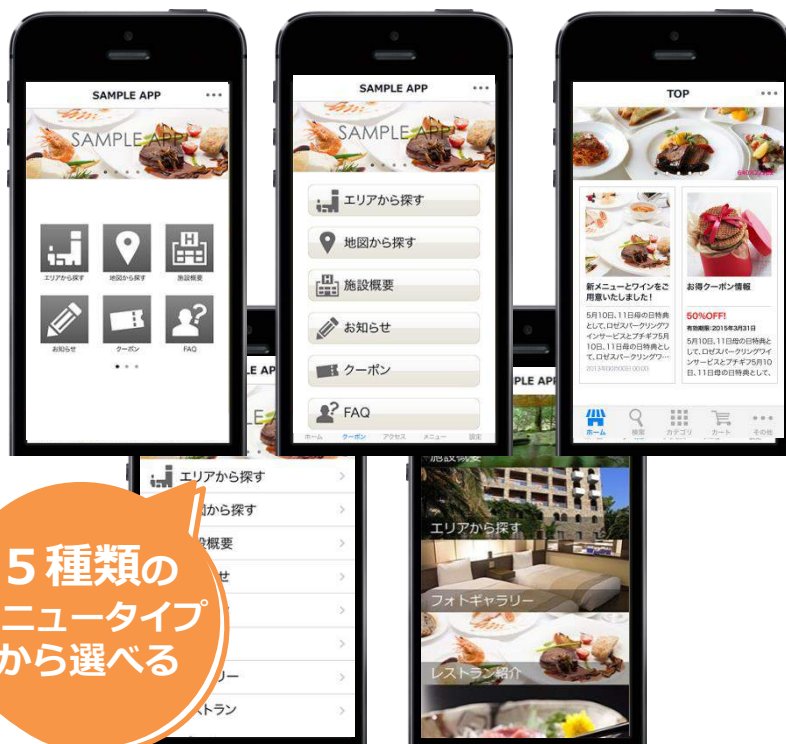 SAMPLE APP
SAMPLE APP
エリアから探す
地図から探す
施設概要
お知らせ
クーポン
FAQ
SAMPLE APP
SAMPLE APP
エリアから探す
地図から探す
施設概要
お知らせ
クーポン
FAQ
ホーム
クーポン
アクセス
メニュー
設定
TOP
新メニューとワインをご
用意いたしました!
5月10日、11日母の日特典
として、ロゼスパークリングワ
インサービスとプチギフ5月
10日、11日母の日特典とし
て、ロゼスパークリングワ…
お得クーポン情報
50%OFF!
有効期限:2015年3月31日
5月10日、11日母の日特典と
して、ロゼスパークリングワイ
ンサービスとプチギフ5月10
日、11日母の日特典として、
ホーム
検索
カテゴリ
カート
その他
LE APP
エリアから探す
図から探す
設概要
せ
リー
ストラン
PLE APP
施設概要
エリアから探す
フォトギャラリー
レストラン紹介
5種類の
ニュータイプ
から選べる